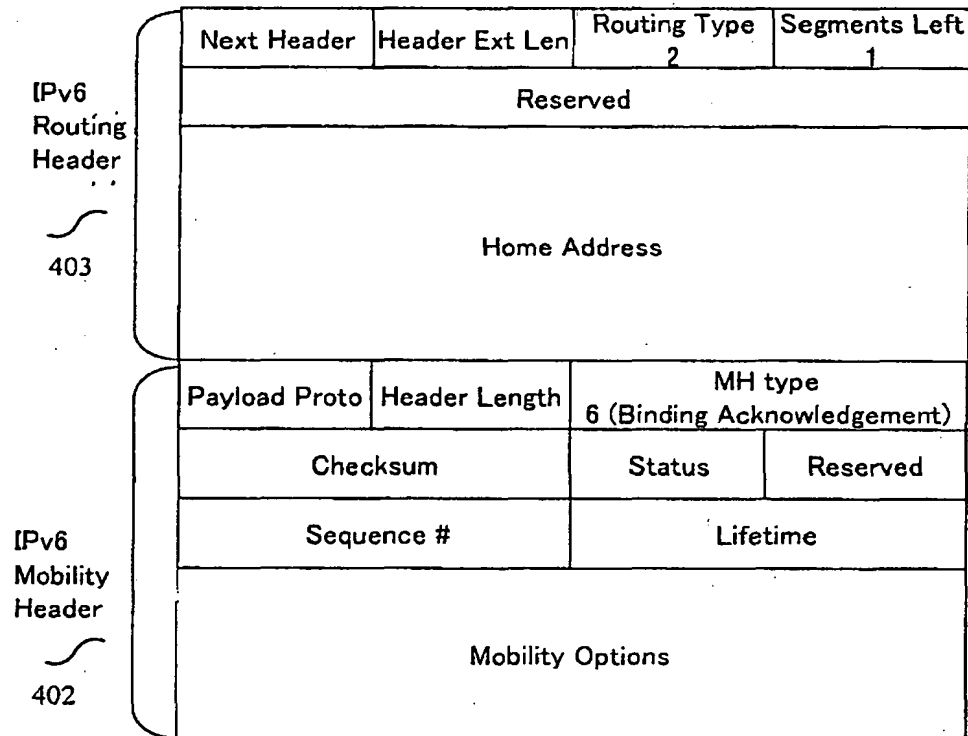 Next Header
Header Ext Len
Routing Type
2
Segments Left
1
IPv6
Routing
Header
403
Reserved
Home Address
Payload Proto
Header Length
MH type
6 (Binding Acknowledgement)
Checksum
Status
Reserved
Sequence #
Lifetime
IPv6
Mobility
Header
402
Mobility Options